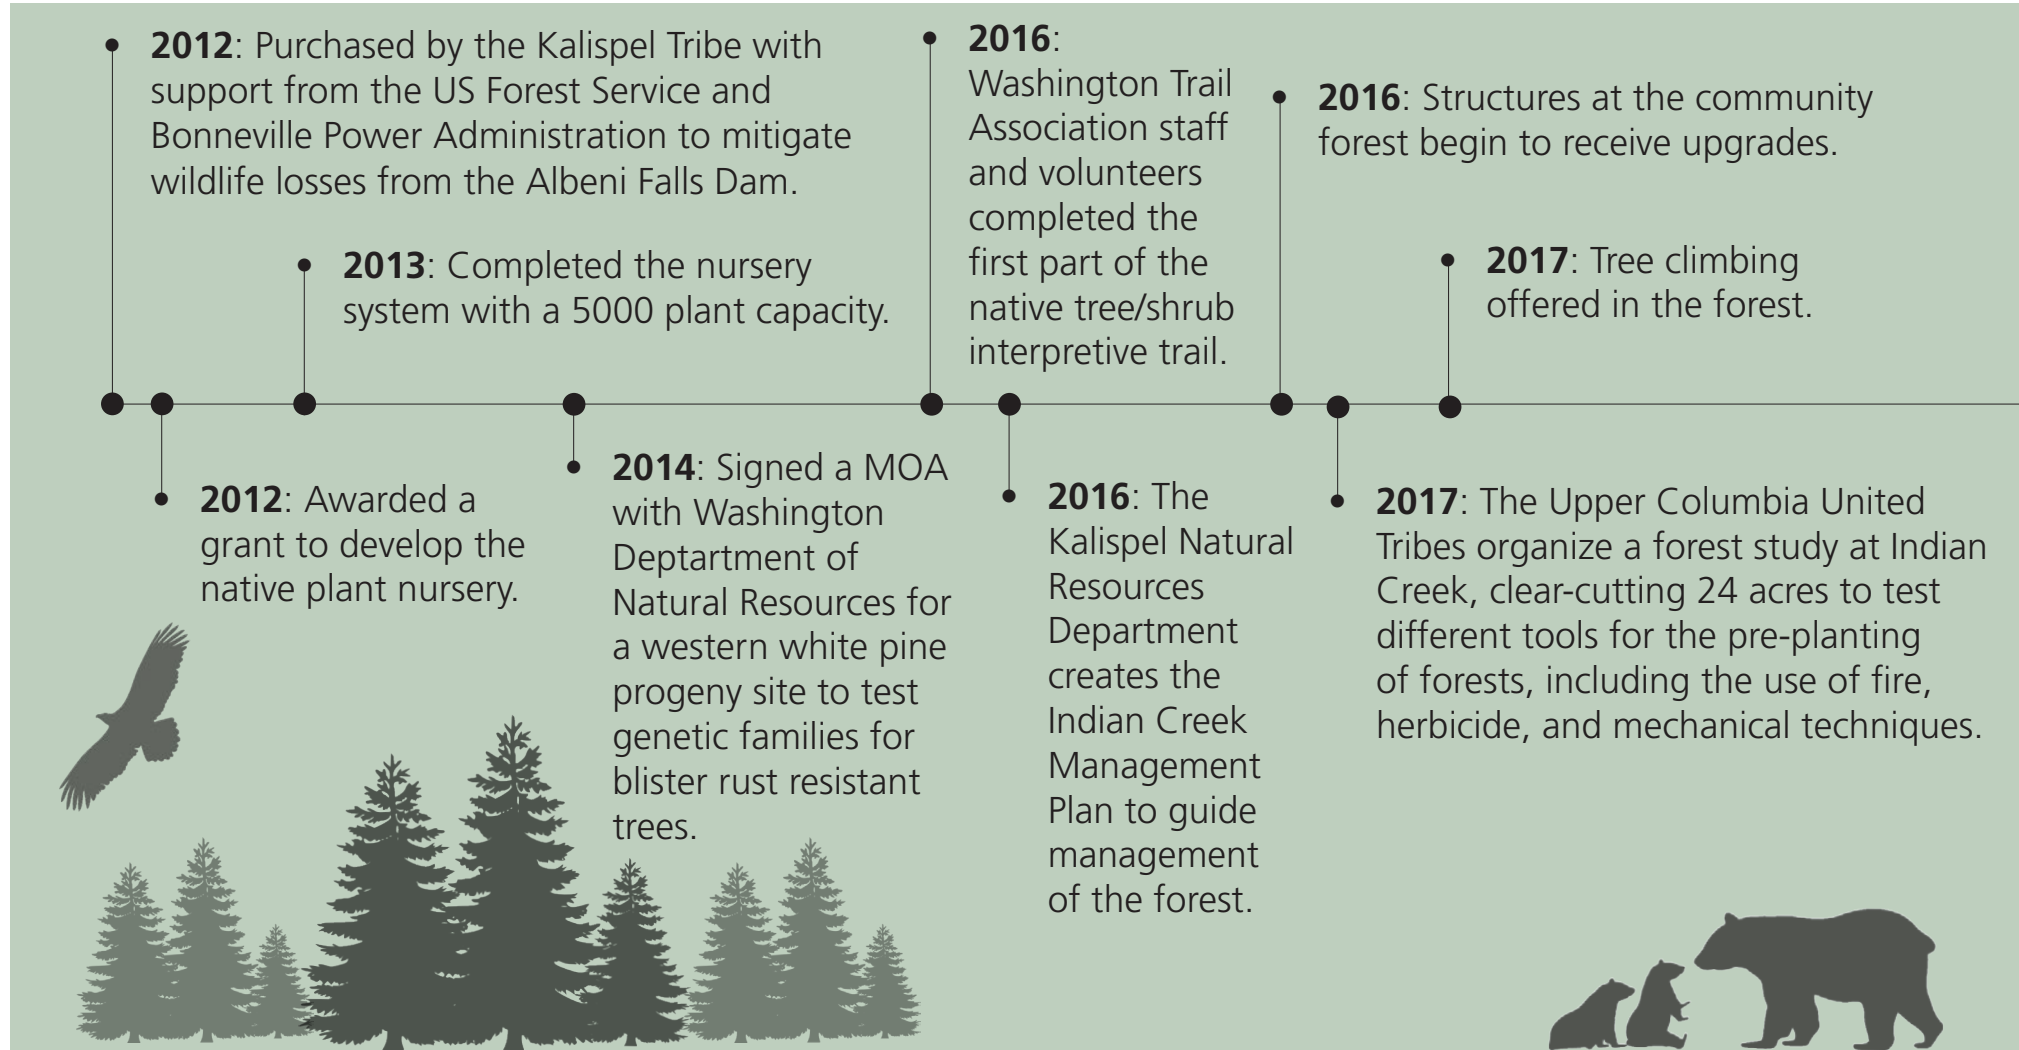 2012: Purchased by the Kalispel Tribe with
support from the US Forest Service and
Bonneville Power Administration to mitigate
wildlife losses from the Albeni Falls Dam.
2012: Awarded a
grant to develop the
native plant nursery.
2013: Completed the nursery
system with a 5000 plant capacity.
2014: Signed a MOA
with Washington
Deptartment of
Natural Resources for
a western white pine
progeny site to test
genetic families for
blister rust resistant
trees.
2016:
Washington Trail
Association staff
and volunteers
completed the
first part of the
native tree/shrub
interpretive trail.
2016: The
Kalispel Natural
Resources
Department
creates the
Indian Creek
Management
Plan to guide
management
of the forest.
2016: Structures at the community
forest begin to receive upgrades.
2017: The Upper Columbia United
Tribes organize a forest study at Indian
Creek, clear-cutting 24 acres to test
different tools for the pre-planting
of forests, including the use of fire,
herbicide, and mechanical techniques.
2017: Tree climbing
offered in the forest.